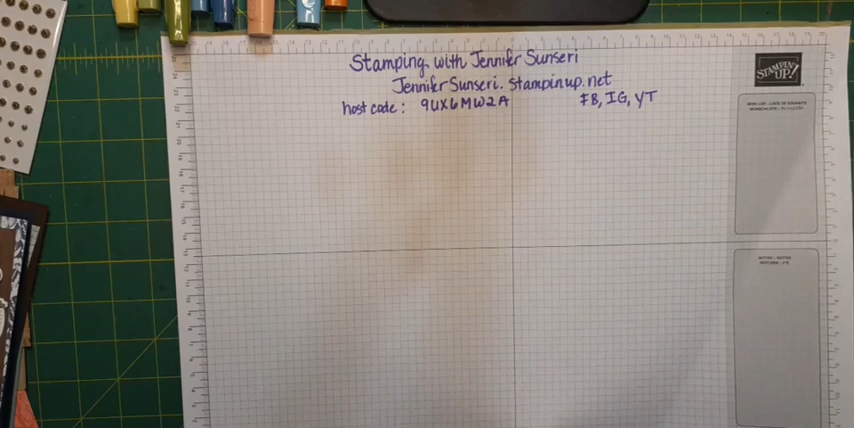 Stamping with Jennifer Sunseri
JenniferSunseri.stampinup.net
host code: 9UX6MW2A FB, IG, YT
STAMPIN' UP!